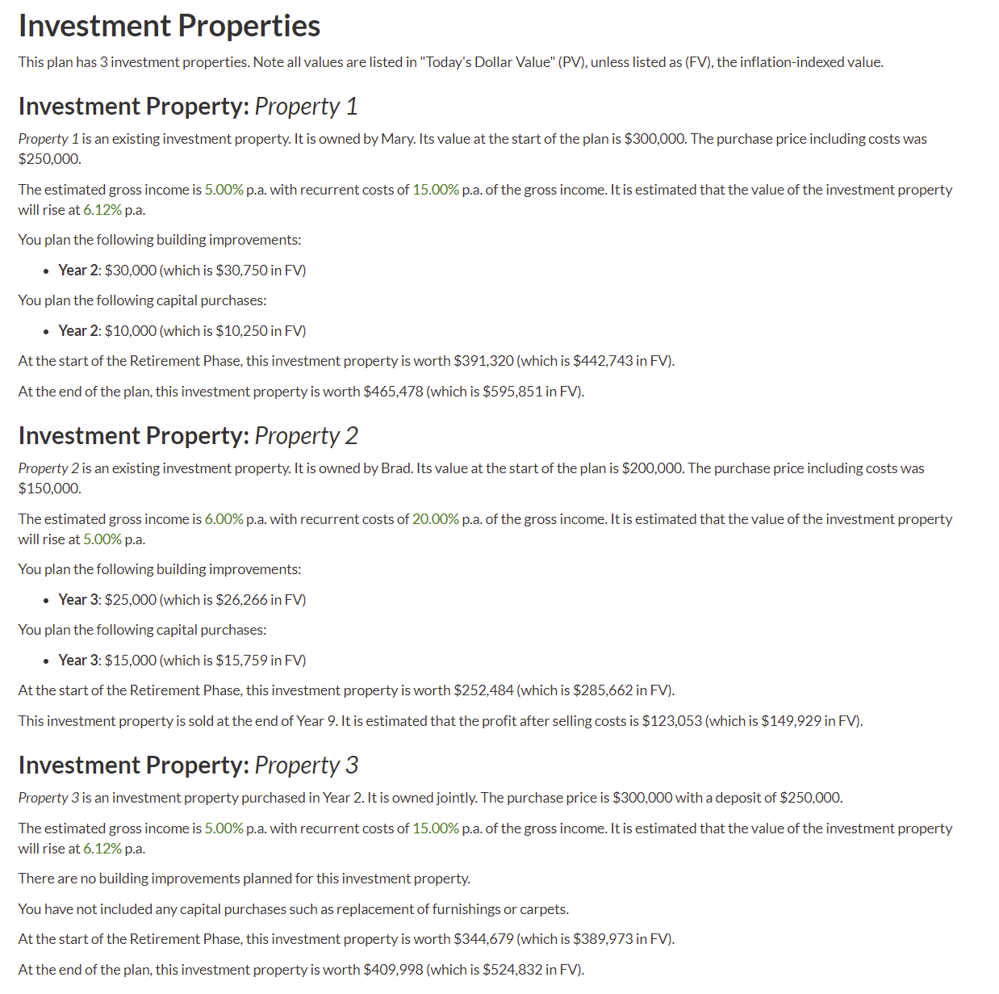 Investment Properties
This plan has 3 investment properties. Note all values are listed in "Today's Dollar Value" (PV), unless listed as (FV), the inflation-indexed value.
Investment Property: Property 1
Property 1 is an existing investment property. It is owned by Mary. Its value at the start of the plan is $300,000. The purchase price including costs was
$250,000.
The estimated gross income is 5.00% p.a. with recurrent costs of 15.00% p.a. of the gross income. It is estimated that the value of the investment property
will rise at 6.12% p.a.
You plan the following building improvements:
• Year 2: $30,000 (which is $30,750 in FV)
You plan the following capital purchases:
• Year 2: $10,000 (which is $10,250 in FV)
At the start of the Retirement Phase, this investment property is worth $391,320 (which is $442,743 in FV).
At the end of the plan, this investment property is worth $465,478 (which is $595,851 in FV).
Investment Property: Property 2
Property 2 is an existing investment property. It is owned by Brad. Its value at the start of the plan is $200,000. The purchase price including costs was
$150,000.
The estimated gross income is 6.00% p.a. with recurrent costs of 20.00% p.a. of the gross income. It is estimated that the value of the investment property
will rise at 5.00% p.a.
You plan the following building improvements:
• Year 3: $25,000 (which is $26,266 in FV)
You plan the following capital purchases:
• Year 3: $15,000 (which is $15,759 in FV)
At the start of the Retirement Phase, this investment property is worth $252,484 (which is $285,662 in FV).
This investment property is sold at the end of Year 9. It is estimated that the profit after selling costs is $123,053 (which is $149,929 in FV).
Investment Property: Property 3
Property 3 is an investment property purchased in Year 2. It is owned jointly. The purchase price is $300,000 with a deposit of $250,000.
The estimated gross income is 5.00% p.a. with recurrent costs of 15.00% p.a. of the gross income. It is estimated that the value of the investment property
will rise at 6.12% p.a.
There are no building improvements planned for this investment property.
You have not included any capital purchases such as replacement of furnishings or carpets.
At the start of the Retirement Phase, this investment property is worth $344,679 (which is $389,973 in FV).
At the end of the plan, this investment property is worth $409,998 (which is $524,832 in FV).